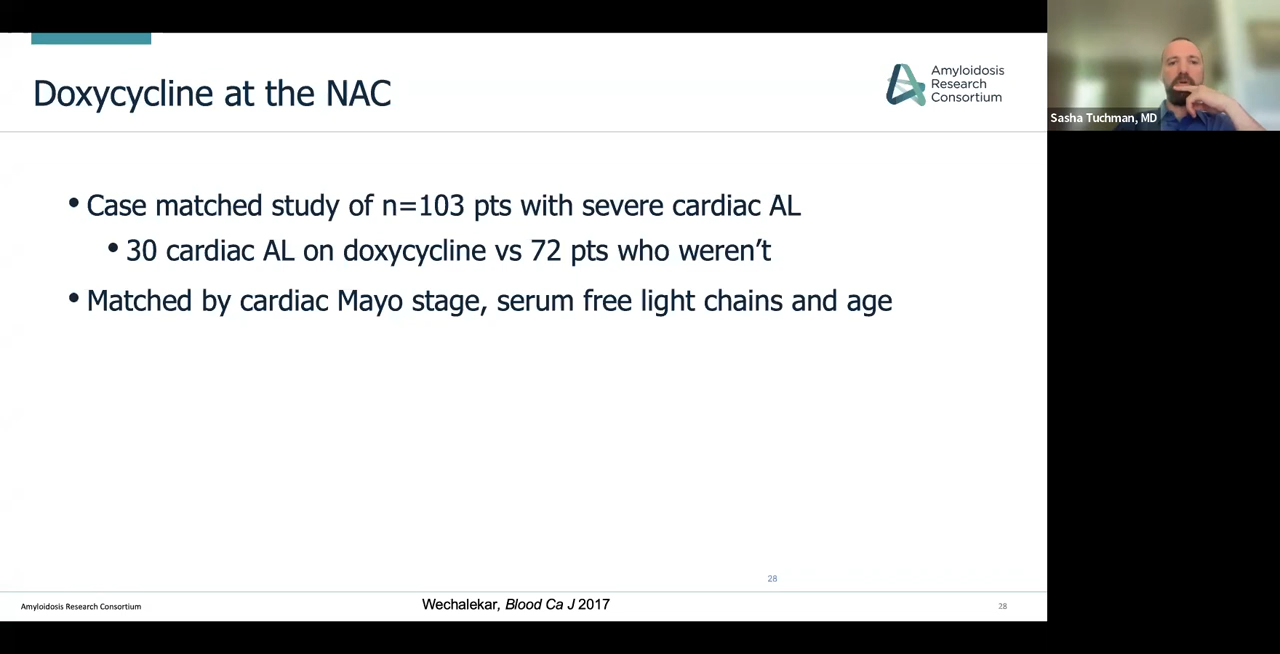 Doxycycline at the NAC
Amyloidosis
Research
Consortium
Sasha Tuchman, MD
• Case matched study of n=103 pts with severe cardiac AL
• 30 cardiac AL on doxycycline vs 72 pts who weren't
• Matched by cardiac Mayo stage, serum free light chains and age
28
Amyloidosis Research Consortium
Wechalekar, Blood Ca J 2017
28